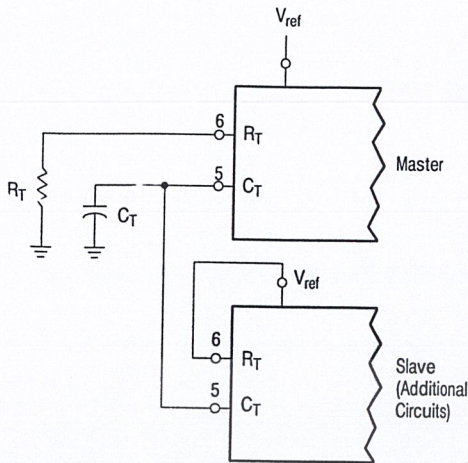 Vref
6
RT
RT
5
CT
CT
Master
Vref
6
RT
5
CT
Slave
(Additional
Circuits)